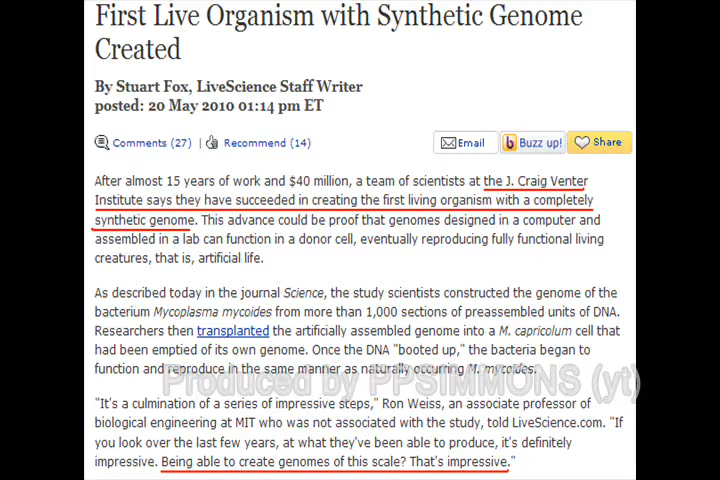 First Live Organism with Synthetic Genome
Created
By Stuart Fox, LiveScience Staff Writer
posted: 20 May 2010 01:14 pm ET
Comments (27) | Recommend (14) Email Buzz up! Share
After almost 15 years of work and $40 million, a team of scientists at the J. Craig Venter
Institute says they have succeeded in creating the first living organism with a completely
synthetic genome. This advance could be proof that genomes designed in a computer and
assembled in a lab can function in a donor cell, eventually reproducing fully functional living
creatures, that is, artificial life.
As described today in the journal Science, the study scientists constructed the genome of the
bacterium Mycoplasma mycoides from more than 1,000 sections of preassembled units of DNA.
Researchers then transplanted the artificially assembled genome into a M. capricolum cell that
had been emptied of its own genome. Once the DNA "booted up," the bacteria began to
function and reproduce in the same manner as naturally occurring M. mycoides.
Produced by PPSIMMONS (yt)
"It's a culmination of a series of impressive steps," Ron Weiss, an associate professor of
biological engineering at MIT who was not associated with the study, told LiveScience.com. "If
you look over the last few years, at what they've been able to produce, it's definitely
impressive. Being able to create genomes of this scale? That's impressive."